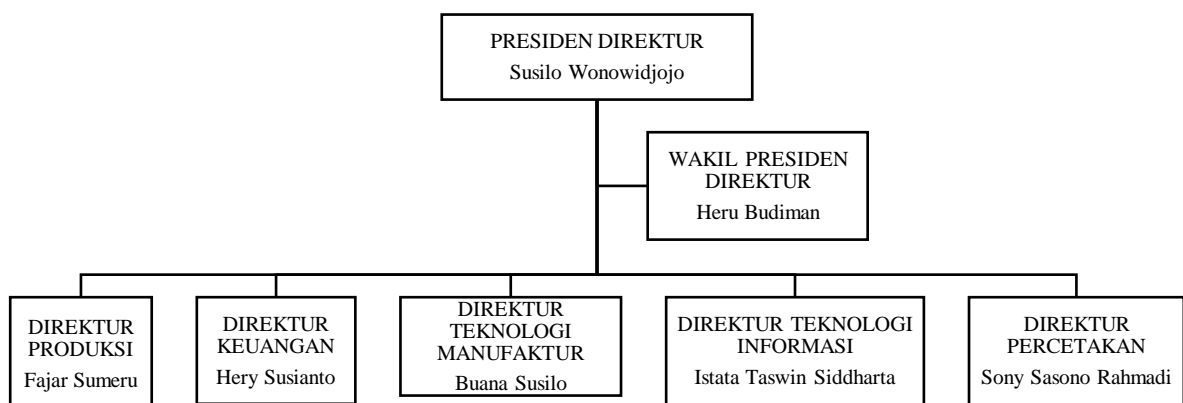 PRESIDEN DIREKTUR
Susilo Wonowidjojo
WAKIL PRESIDEN
DIREKTUR
Heru Budiman
DIREKTUR
PRODUKSI
Fajar Sumeru
DIREKTUR
KEUANGAN
Hery Susianto
DIREKTUR
TEKNOLOGI
MANUFAKTUR
Buana Susilo
DIREKTUR TEKNOLOGI
INFORMASI
Istata Taswin Siddharta
DIREKTUR
PERCETAKAN
Sony Sasono Rahmadi